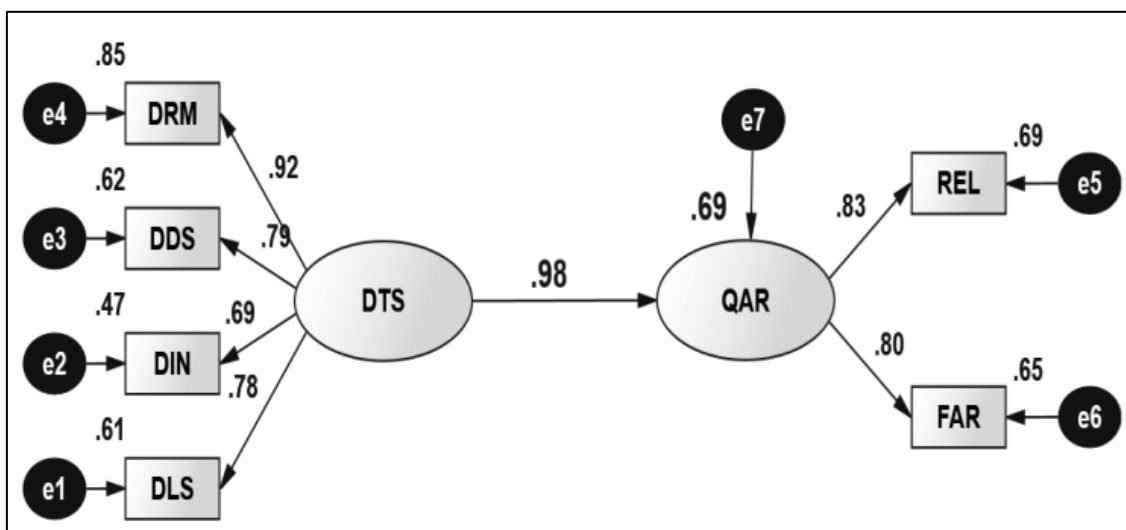 .85
e4
DRM
.92
.62
e3
DDS
.79
.47
e2
DIN
.69
.78
.61
e1
DLS
DTS
.98
e7
.69
QAR
.83
.69
REL
e5
.80
.65
FAR
e6